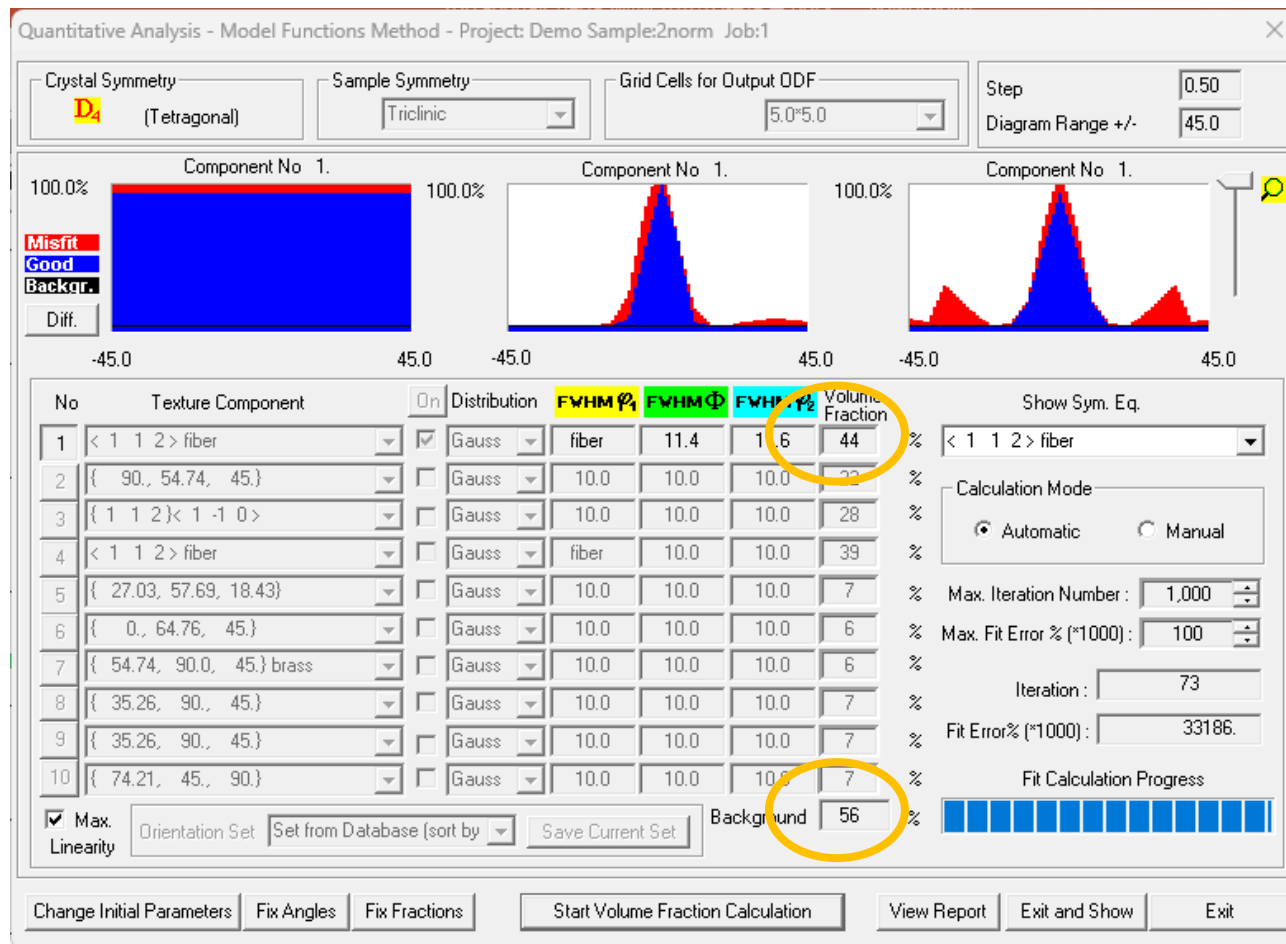 Quantitative Analysis - Model Functions Method - Project: Demo Sample:2norm Job:1
Crystal Symmetry
D4 (Tetragonal)
Sample Symmetry
Triclinic
Grid Cells for Output ODF
5.0*5.0
Step 0.50
Diagram Range +/- 45.0
Component No 1.
100.0%
Misfit
Good
Backgr.
Diff.
-45.0 45.0
Component No 1.
100.0%
-45.0 45.0
Component No 1.
100.0%
-45.0 45.0
No Texture Component On Distribution FWHM φ1 FWHM Φ FWHM φ2 Volume Fraction
1 < 1 1 2 > fiber Gauss fiber 11.4 44 %
2 { 90., 54.74, 45.} Gauss 10.0 10.0 10.0 %
3 { 1 1 2 }< 1 -1 0 > Gauss 10.0 10.0 10.0 28 %
4 < 1 1 2 > fiber Gauss fiber 10.0 10.0 39 %
5 { 27.03, 57.69, 18.43} Gauss 10.0 10.0 10.0 7 %
6 { 0., 64.76, 45.} Gauss 10.0 10.0 10.0 6 %
7 { 54.74, 90.0, 45.} brass Gauss 10.0 10.0 10.0 6 %
8 { 35.26, 90., 45.} Gauss 10.0 10.0 10.0 7 %
9 { 35.26, 90., 45.} Gauss 10.0 10.0 10.0 7 %
10 { 74.21, 45., 90.} Gauss 10.0 10.0 10.0 7 %
Max. Linearity
Orientation Set Set from Database (sort by Save Current Set
Background 56 %
Show Sym. Eq.
< 1 1 2 > fiber
Calculation Mode
Automatic Manual
Max. Iteration Number : 1,000
Max. Fit Error % (*1000) : 100
Iteration : 73
Fit Error% (*1000) : 33186.
Fit Calculation Progress
Change Initial Parameters Fix Angles Fix Fractions Start Volume Fraction Calculation View Report Exit and Show Exit